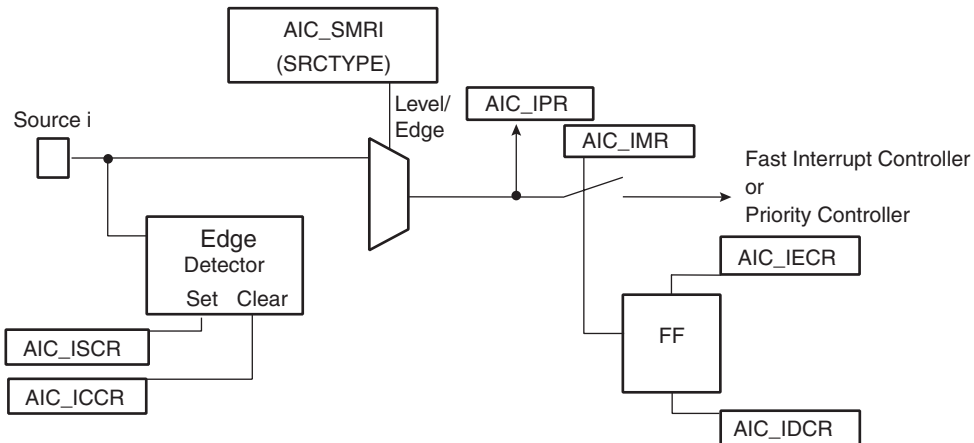 AIC_SMRI
(SRCTYPE)
Source i
Level/
Edge
AIC_IPR
AIC_IMR
Fast Interrupt Controller
or
Priority Controller
Edge
Detector
Set Clear
AIC_IECR
FF
AIC_ISCR
AIC_ICCR
AIC_IDCR